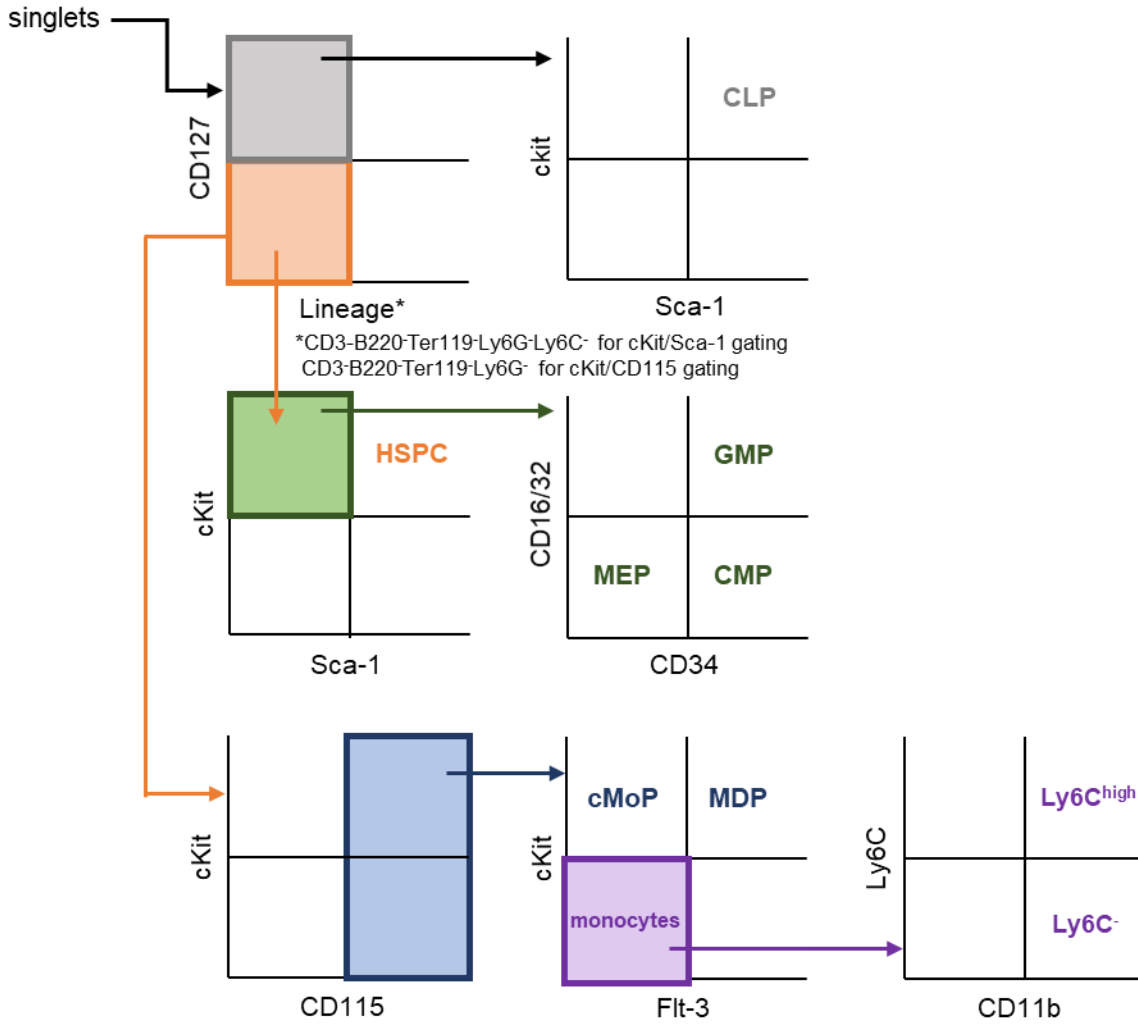 singlets
CD127
Lineage*
ckit
CLP
Sca-1
*CD3-B220-Ter119-Ly6G-Ly6C- for cKit/Sca-1 gating
CD3-B220-Ter119-Ly6G- for cKit/CD115 gating
cKit
HSPC
Sca-1
CD16/32
GMP
MEP
CMP
CD34
cKit
CD115
cKit
cMoP
MDP
monocytes
Flt-3
Ly6C
Ly6Chigh
Ly6C-
CD11b